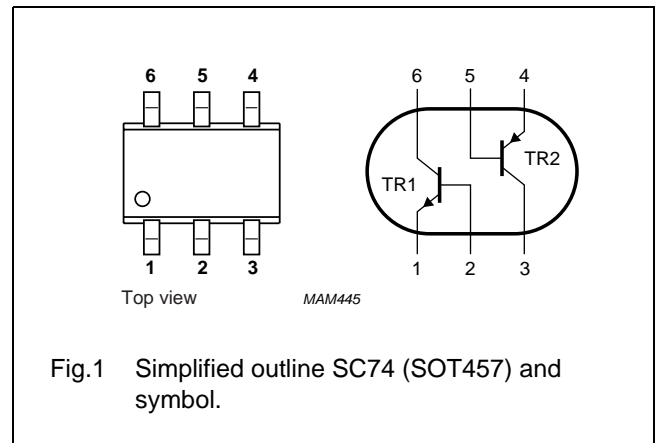 6 5 4
1 2 3
Top view
6 5 4
TR1
TR2
1 2 3
MAM445
Fig.1 Simplified outline SC74 (SOT457) and
symbol.